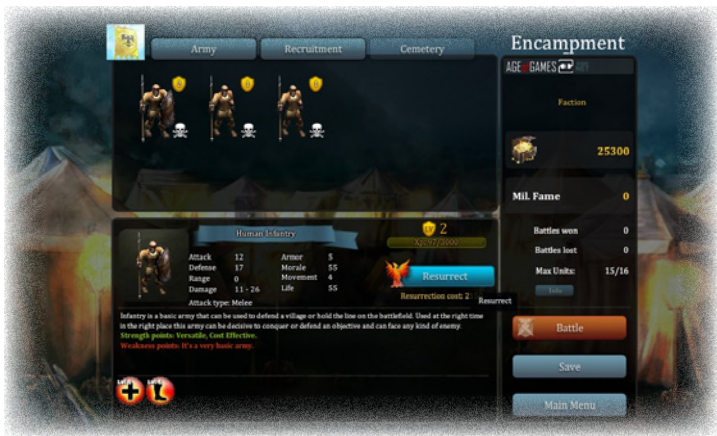 Army
Recruitment
Cemetery
Encampment
AGE of GAMES
Faction
25300
Mil. Fame 0
Battles won 0
Battles lost 0
Max Units: 15/16
Info
Battle
Save
Main Menu
Human Infantry
Attack 12 Armor 5
Defense 17 Morale 55
Range 0 Movement 4
Damage 11 - 26 Life 55
Attack type: Melee
LV 2
Resurrect
Resurrection cost: 2
Resurrect
Infantry is a basic army that can be used to defend a village or hold the line on the battlefield. Used at the right time
in the right place this army can be decisive to conquer or defend an objective and can face any kind of enemy.
Strength points: Versatile, Cost Effective.
Weakness points: It's a very basic army.